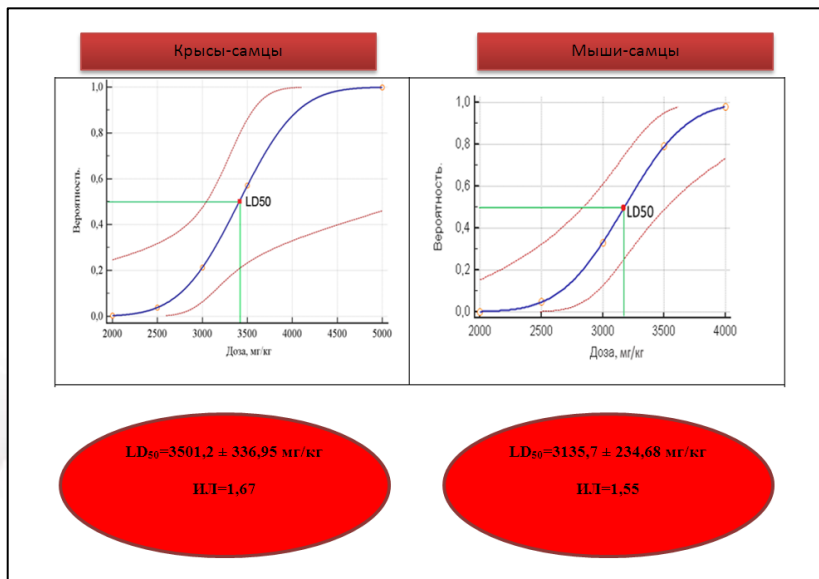 Крысы-самцы
Мыши-самцы
1,0
0,8
0,6
0,4
0,2
0,0
Вероятность.
LD50
2000 2500 3000 3500 4000 4500 5000
Доза, мг/кг
1,0
0,8
0,6
0,4
0,2
0,0
Вероятность.
LD50
2000 2500 3000 3500 4000
Доза, мг/кг
LD₅₀=3501,2 ± 336,95 мг/кг
ИЛ=1,67
LD₅₀=3135,7 ± 234,68 мг/кг
ИЛ=1,55